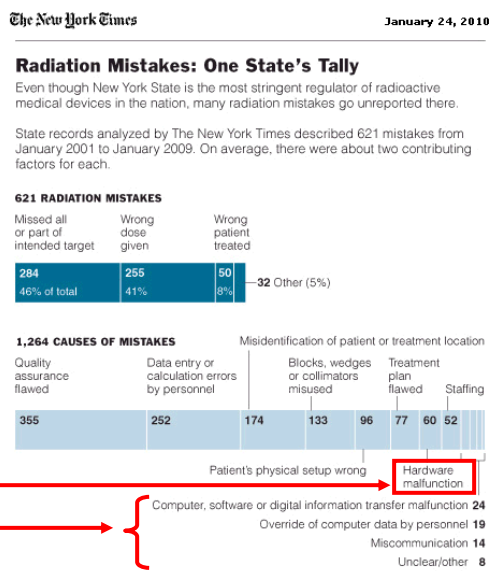 The New York Times
January 24, 2010
Radiation Mistakes: One State's Tally
Even though New York State is the most stringent regulator of radioactive
medical devices in the nation, many radiation mistakes go unreported there.
State records analyzed by The New York Times described 621 mistakes from
January 2001 to January 2009. On average, there were about two contributing
factors for each.
621 RADIATION MISTAKES
Missed all
or part of
intended target
Wrong
dose
given
Wrong
patient
treated
284
46% of total
255
41%
50
8%
32 Other (5%)
1,264 CAUSES OF MISTAKES
Misidentification of patient or treatment location
Quality
assurance
flawed
Data entry or
calculation errors
by personnel
Blocks, wedges
or collimators
misused
Treatment
plan
flawed
Staffing
355
252
174
133
96
77
60
52
Patient's physical setup wrong
Hardware
malfunction
Computer, software or digital information transfer malfunction 24
Override of computer data by personnel 19
Miscommunication 14
Unclear/other 8